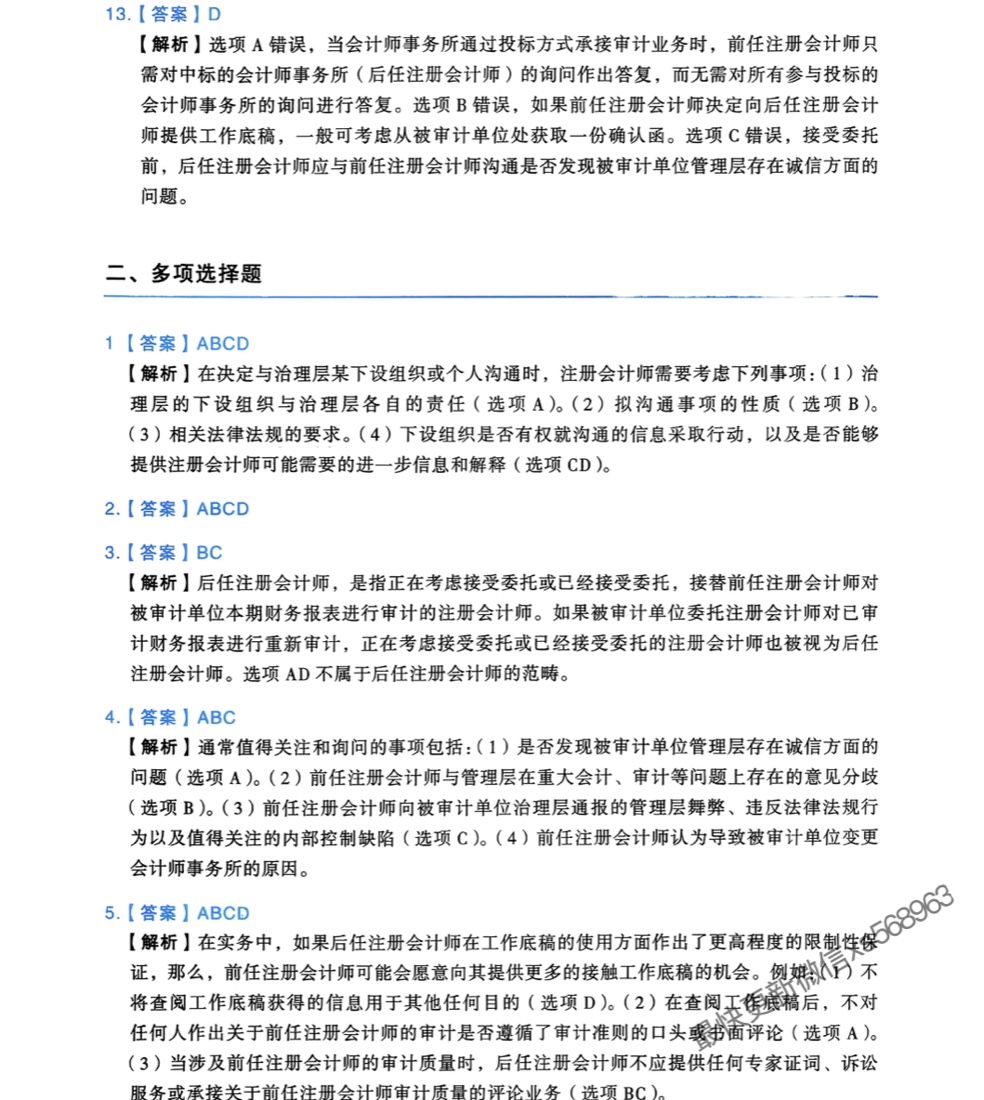 13.【答案】D
【解析】选项 A 错误，当会计师事务所通过投标方式承接审计业务时，前任注册会计师只
需对中标的会计师事务所（后任注册会计师）的询问作出答复，而无需对所有参与投标的
会计师事务所的询问进行答复。选项 B 错误，如果前任注册会计师决定向后任注册会计
师提供工作底稿，一般可考虑从被审计单位处获取一份确认函。选项 C 错误，接受委托
前，后任注册会计师应与前任注册会计师沟通是否发现被审计单位管理层存在诚信方面的
问题。
二、多项选择题
1【答案】ABCD
【解析】在决定与治理层某下设组织或个人沟通时，注册会计师需要考虑下列事项：（1）治
理层的下设组织与治理层各自的责任（选项 A）。（2）拟沟通事项的性质（选项 B）。
（3）相关法律法规的要求。（4）下设组织是否有权就沟通的信息采取行动，以及是否能够
提供注册会计师可能需要的进一步信息和解释（选项 CD）。
2.【答案】ABCD
3.【答案】BC
【解析】后任注册会计师，是指正在考虑接受委托或已经接受委托，接替前任注册会计师对
被审计单位本期财务报表进行审计的注册会计师。如果被审计单位委托注册会计师对已审
计财务报表进行重新审计，正在考虑接受委托或已经接受委托的注册会计师也被视为后任
注册会计师。选项 AD 不属于后任注册会计师的范畴。
4.【答案】ABC
【解析】通常值得关注和询问的事项包括：（1）是否发现被审计单位管理层存在诚信方面的
问题（选项 A）。（2）前任注册会计师与管理层在重大会计、审计等问题上存在的意见分歧
（选项 B）。（3）前任注册会计师向被审计单位治理层通报的管理层舞弊、违反法律法规行
为以及值得关注的内部控制缺陷（选项 C）。（4）前任注册会计师认为导致被审计单位变更
会计师事务所的原因。
5.【答案】ABCD
【解析】在实务中，如果后任注册会计师在工作底稿的使用方面作出了更高程度的限制性保
证，那么，前任注册会计师可能会愿意向其提供更多的接触工作底稿的机会。例如：（1）不
将查阅工作底稿获得的信息用于其他任何目的（选项 D）。（2）在查阅工作底稿后，不对
任何人作出关于前任注册会计师的审计是否遵循了审计准则的口头或书面评论（选项 A）。
（3）当涉及前任注册会计师的审计质量时，后任注册会计师不应提供任何专家证词、诉讼
服务或承接关于前任注册会计师审计质量的评论业务（选项 BC）。